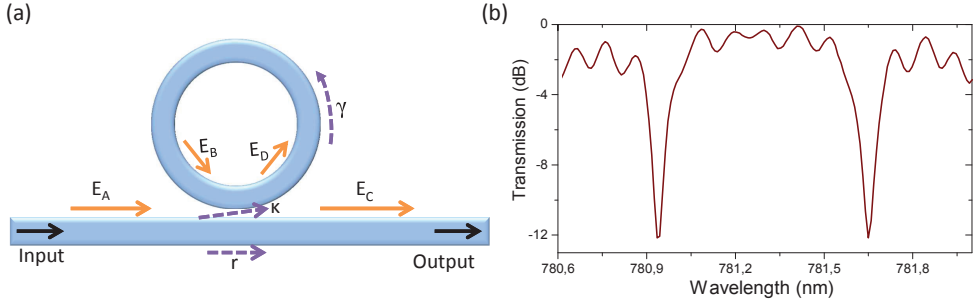 (a)
γ
E_B
E_D
E_A
κ
E_C
Input
r
Output
(b)
Transmission (dB)
0
-4
-8
-12
780,6
780,9
781,2
781,5
781,8
Wavelength (nm)